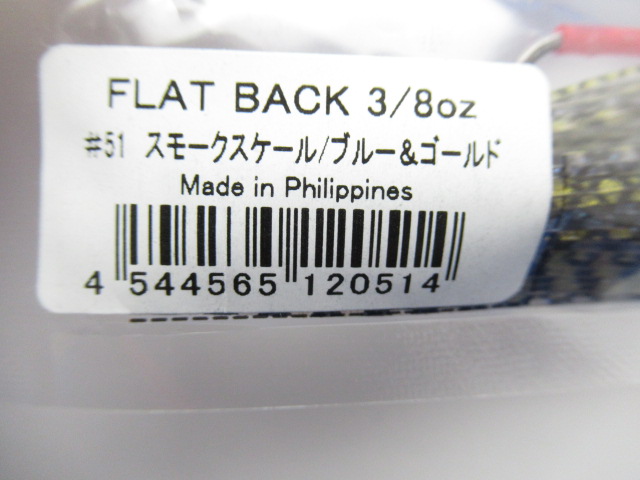 FLAT BACK 3/8oz
#51 スモークスケール/ブルー&ゴールド
Made in Philippines
4 544565 120514